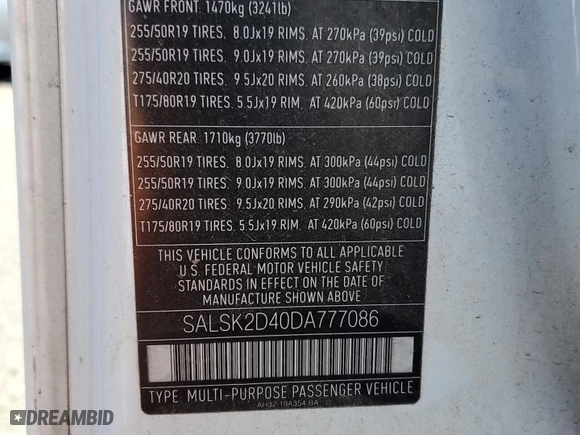 GAWR FRONT: 1470kg (3241lb)
255/50R19 TIRES, 8.0Jx19 RIMS, AT 270kPa (39psi) COLD
255/50R19 TIRES, 9.0Jx19 RIMS, AT 270kPa (39psi) COLD
275/40R20 TIRES, 9.5Jx20 RIMS, AT 260kPa (38psi) COLD
T175/80R19 TIRES, 5.5Jx19 RIM, AT 420kPa (60psi) COLD
GAWR REAR: 1710kg (3770lb)
255/50R19 TIRES, 8.0Jx19 RIMS, AT 300kPa (44psi) COLD
255/50R19 TIRES, 9.0Jx19 RIMS, AT 300kPa (44psi) COLD
275/40R20 TIRES, 9.5Jx20 RIMS, AT 290kPa (42psi) COLD
T175/80R19 TIRES, 5.5Jx19 RIM, AT 420kPa (60psi) COLD
THIS VEHICLE CONFORMS TO ALL APPLICABLE
U.S. FEDERAL MOTOR VEHICLE SAFETY
STANDARDS IN EFFECT ON THE DATE OF
MANUFACTURE SHOWN ABOVE
SALSK2D40DA777086
TYPE: MULTI-PURPOSE PASSENGER VEHICLE
AH32-19A354-BA
DREAMBID